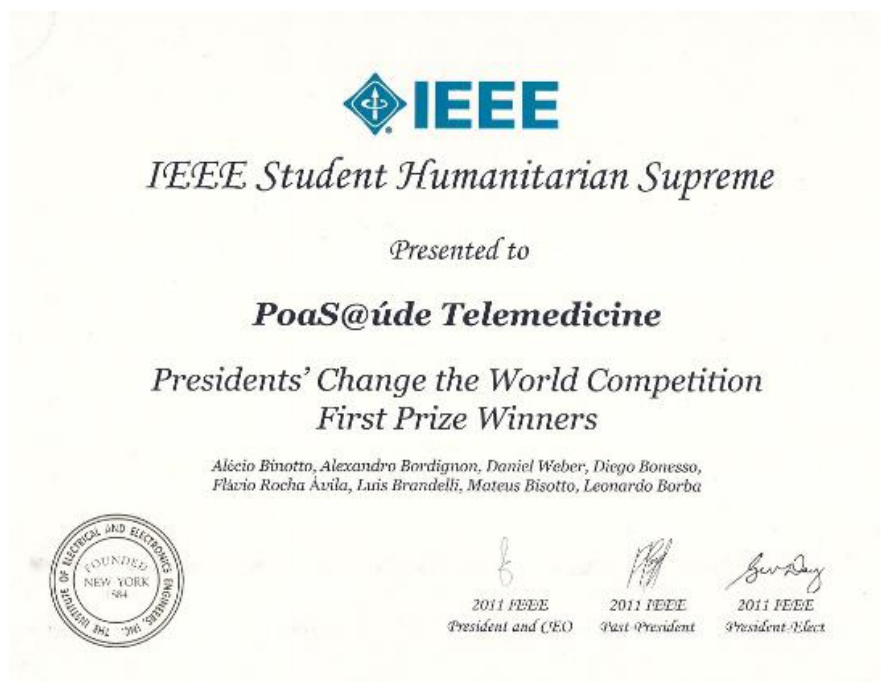 IEEE
IEEE Student Humanitarian Supreme
Presented to
PoaS@úde Telemedicine
Presidents' Change the World Competition
First Prize Winners
Alécio Binotto, Alexandro Bordignon, Daniel Weber, Diego Bonesso,
Flávio Rocha Ávila, Luis Brandelli, Mateus Bisotto, Leonardo Borba
THE INSTITUTE OF ELECTRICAL AND ELECTRONICS ENGINEERS, INC.
FOUNDED
NEW YORK
1884
2011 IEEE
President and CEO
2011 IEEE
Past-President
2011 IEEE
President-Elect